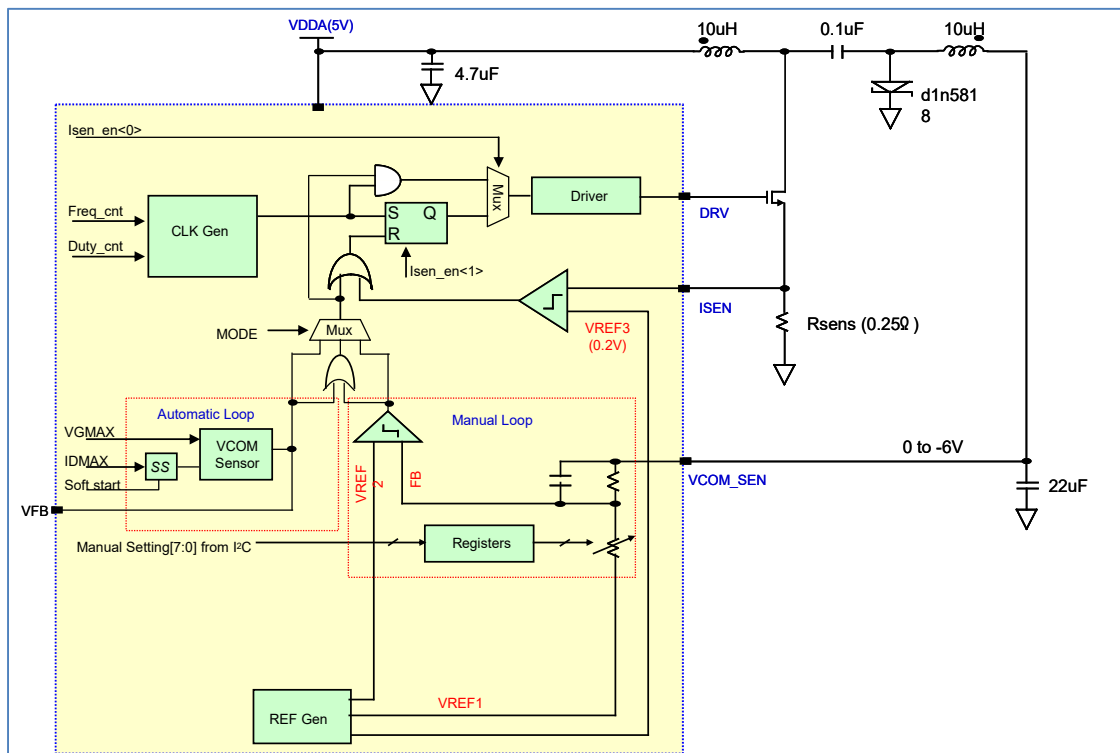 VDDA(5V)
10uH
0.1uF
10uH
4.7uF
d1n581
8
Isen_en<0>
Mux
Driver
DRV
Freq_cnt
Duty_cnt
CLK Gen
S Q
R
Isen_en<1>
ISEN
Rsens (0.25Ω )
MODE
Mux
VREF3
(0.2V)
Automatic Loop
Manual Loop
VGMAX
IDMAX
Soft start
SS
VCOM
Sensor
VREF
2
FB
0 to -6V
VCOM_SEN
22uF
VFB
Manual Setting[7:0] from I²C
Registers
VREF1
REF Gen